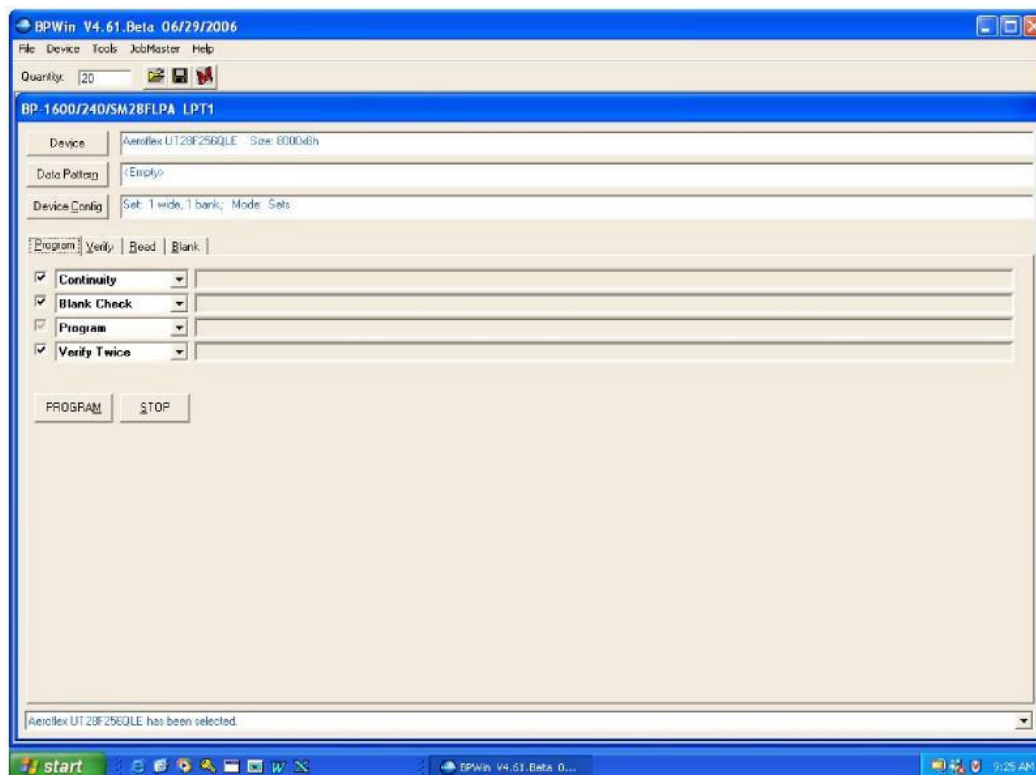 BPWin V4.61.Beta 06/29/2006
File Device Tools JobMaster Help
Quantity: 20
BP-1600/240/SM28FLPA LPT1
Device Aeroflex UT28F256QLE Size: 8000x8h
Data Pattern <Empty>
Device Config Set: 1 wide, 1 bank; Mode: Sets
Program Verify Read Blank
Continuity
Blank Check
Program
Verify Twice
PROGRAM STOP
Aeroflex UT28F256QLE has been selected.
start BPWin V4.61.Beta 0... 9:25 AM